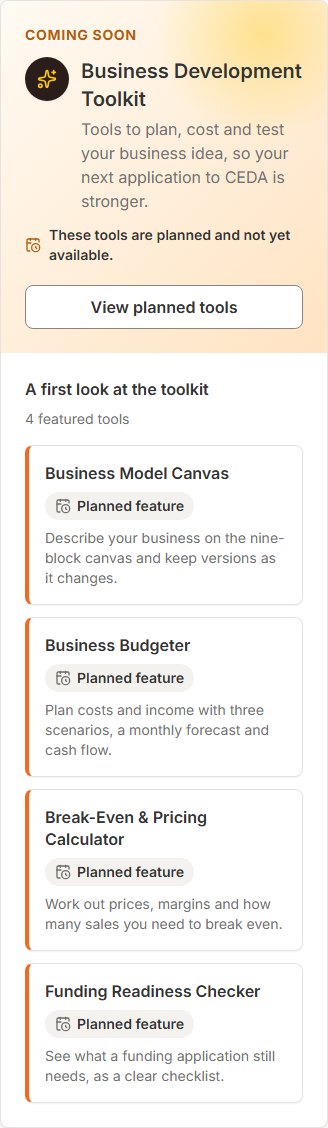 COMING SOON
Business Development
Toolkit
Tools to plan, cost and test
your business idea, so your
next application to CEDA is
stronger.
These tools are planned and not yet
available.
View planned tools
A first look at the toolkit
4 featured tools
Business Model Canvas
Planned feature
Describe your business on the nine-
block canvas and keep versions as
it changes.
Business Budgeter
Planned feature
Plan costs and income with three
scenarios, a monthly forecast and
cash flow.
Break-Even & Pricing
Calculator
Planned feature
Work out prices, margins and how
many sales you need to break even.
Funding Readiness Checker
Planned feature
See what a funding application still
needs, as a clear checklist.